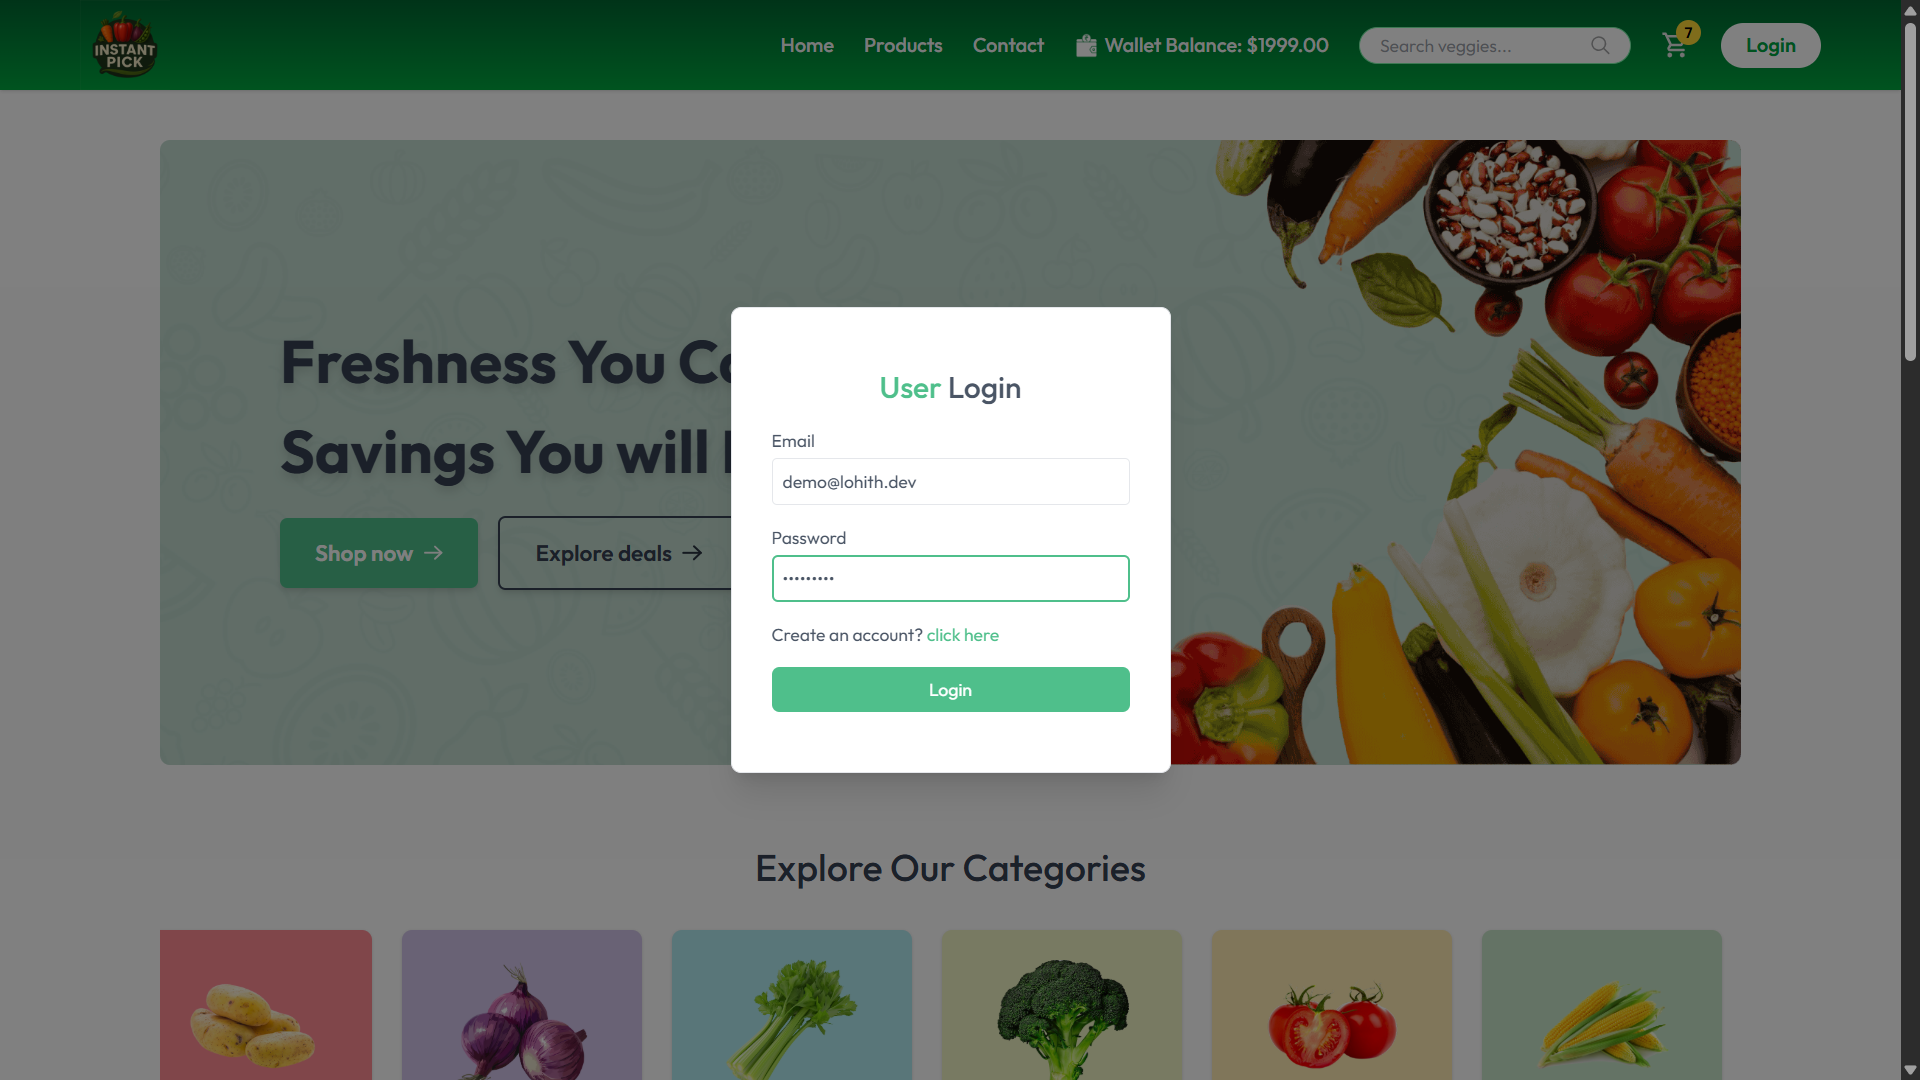 INSTANT
PICK
Home
Products
Contact
Wallet Balance: $1999.00
Search veggies...
7
Login
Freshness You Co
Savings You will
Shop now
Explore deals
User Login
Email
demo@lohith.dev
Password
•••••••••
Create an account? click here
Login
Explore Our Categories